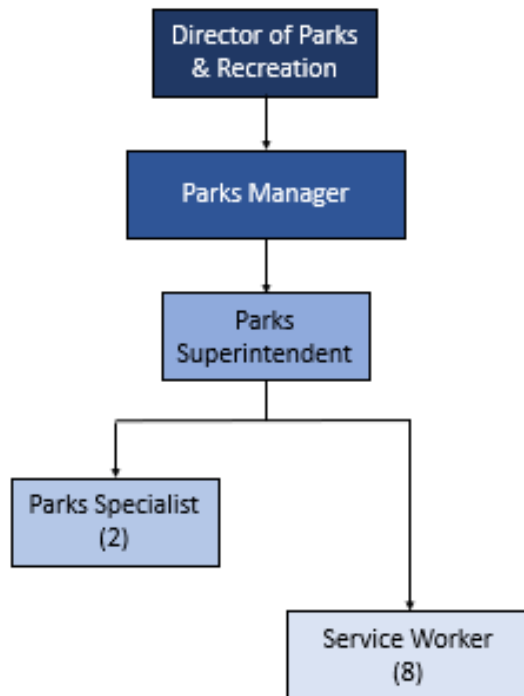 Director of Parks
& Recreation
Parks Manager
Parks
Superintendent
Parks Specialist
(2)
Service Worker
(8)